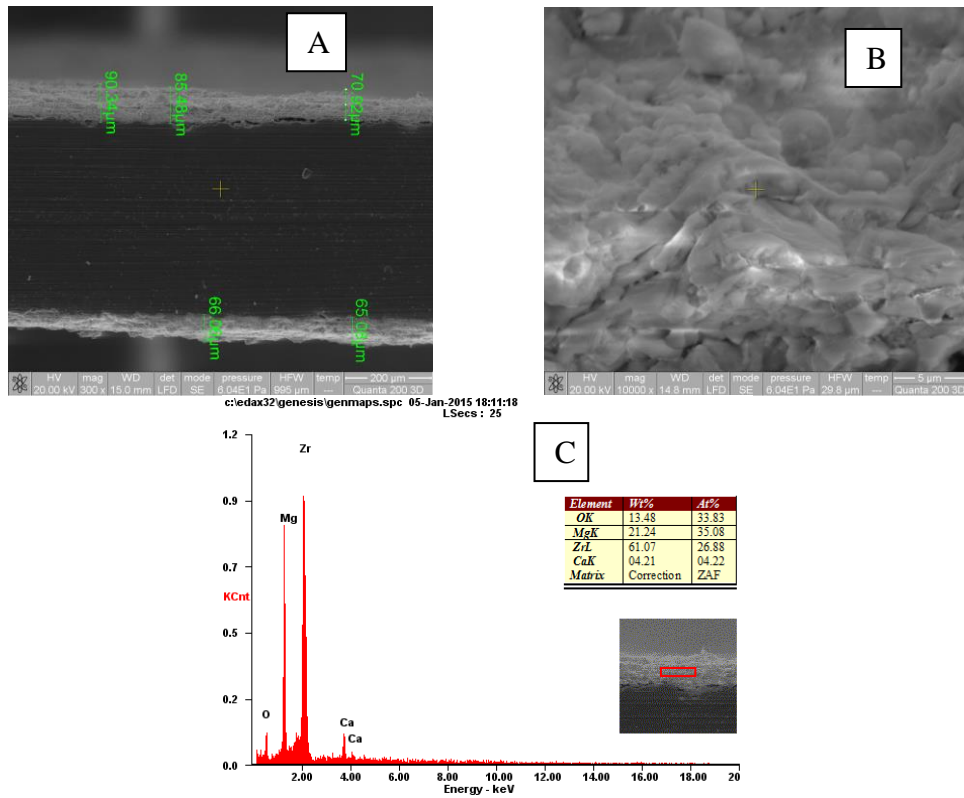 A
90.34µm
85.48µm
70.62µm
66.06µm
HV mag WD det mode pressure HFW temp 200 µm
20.00 kV 300 x 15.0 mm LFD SE 6.04E1 Pa 995 µm --- Quanta 200 3D
B
HV mag WD det mode pressure HFW temp 5 µm
20.00 kV 10000 x 14.8 mm LFD SE 6.04E1 Pa 29.8 µm --- Quanta 200 3D
c:\edax32\genesis\genmaps.spc 05-Jan-2015 18:11:18
LSecs : 25
C
1.2
0.9
0.7
KCnt
0.5
0.2
0.0
Zr
Mg
O
Ca
Ca
2.00 4.00 6.00 8.00 10.00 12.00 14.00 16.00 18.00 20
Energy - keV
Element Wt% At%
OK 13.48 33.83
MgK 21.24 35.08
ZrL 61.07 26.88
CaK 04.21 04.22
Matrix Correction ZAF